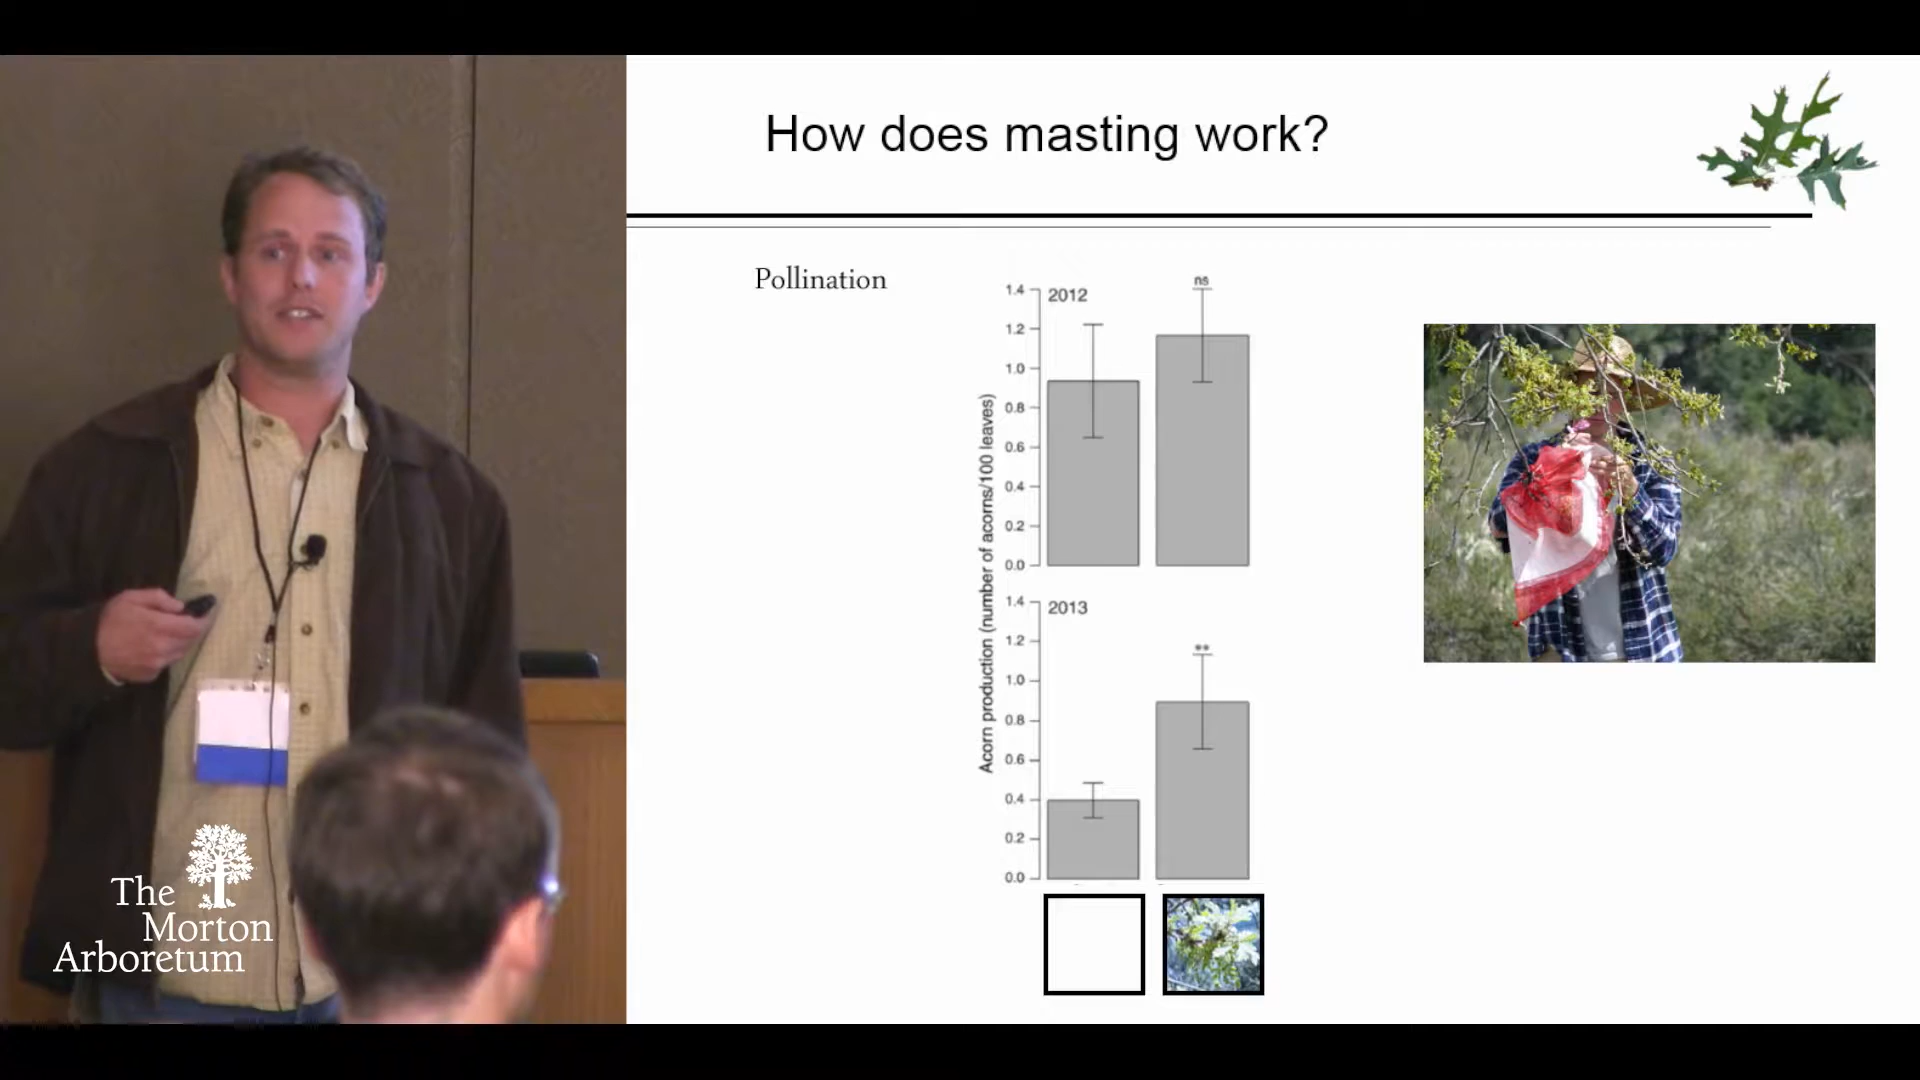 How does masting work?
Pollination
Acorn production (number of acorns/100 leaves)
2012
ns
1.4
1.2
1.0
0.8
0.6
0.4
0.2
0.0
2013
**
1.4
1.2
1.0
0.8
0.6
0.4
0.2
0.0
The
Morton
Arboretum